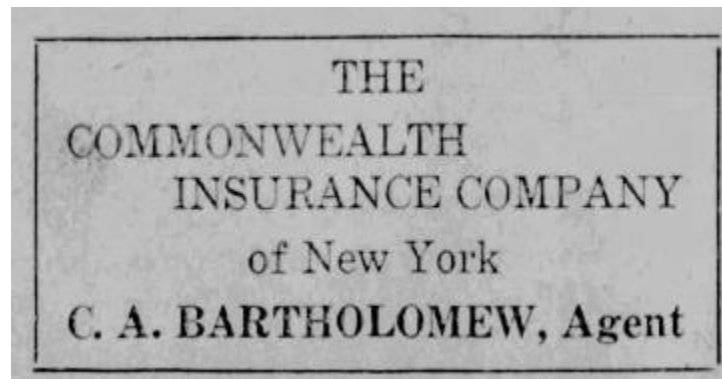 THE
COMMONWEALTH
INSURANCE COMPANY
of New York
C. A. BARTHOLOMEW, Agent